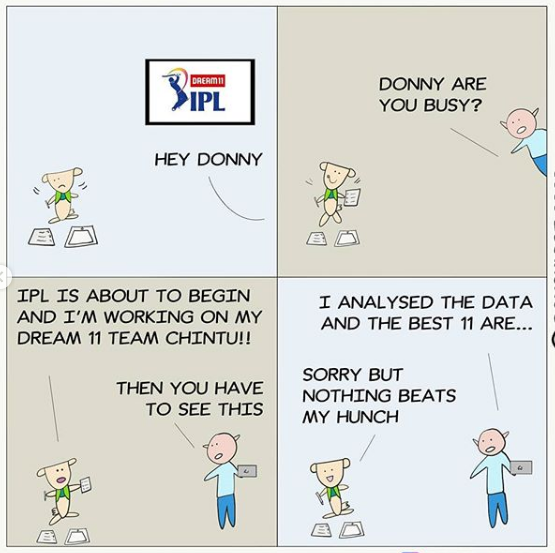 DREAM11
IPL
HEY DONNY
DONNY ARE
YOU BUSY?
IPL IS ABOUT TO BEGIN
AND I'M WORKING ON MY
DREAM 11 TEAM CHINTU!!
THEN YOU HAVE
TO SEE THIS
I ANALYSED THE DATA
AND THE BEST 11 ARE...
SORRY BUT
NOTHING BEATS
MY HUNCH